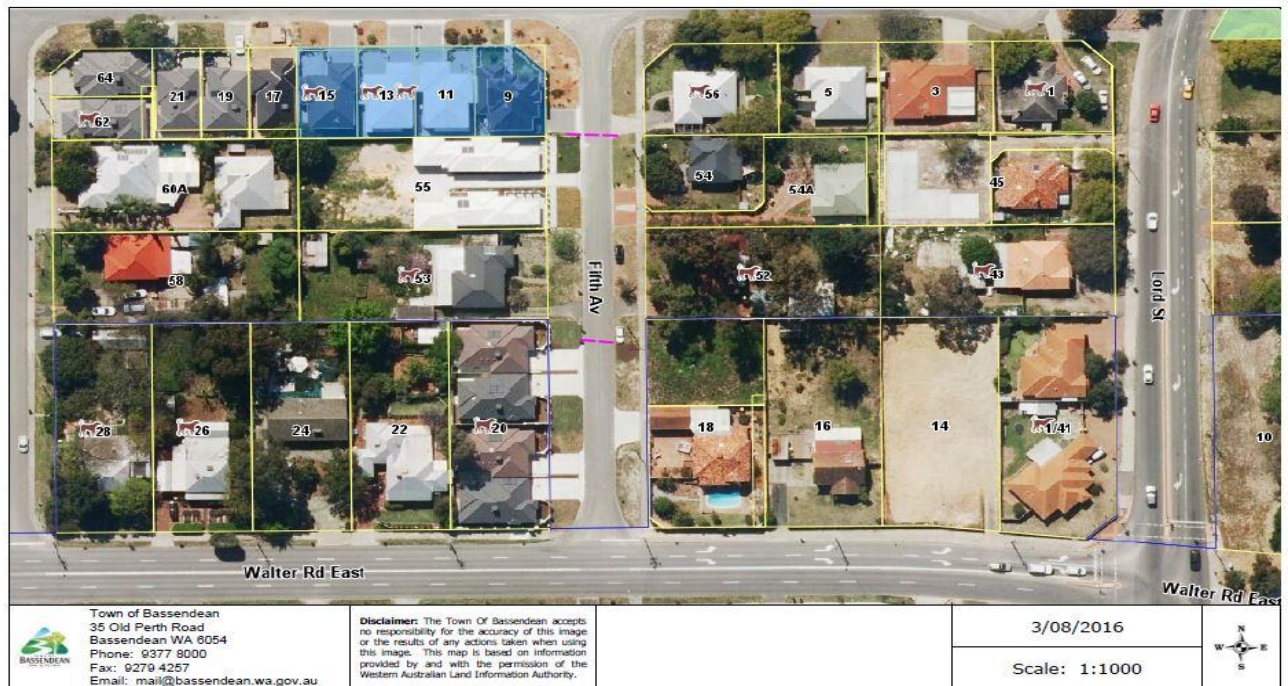 64
21
19
17
15
13
11
9
56
5
3
1
62
60A
55
54
54A
45
58
53
Fifth Av
52
43
Lord St
28
26
24
22
20
18
16
14
1/41
10
Walter Rd East
Walter Rd East
BASSENDEAN
Town of Bassendean
35 Old Perth Road
Bassendean WA 6054
Phone: 9377 8000
Fax: 9279 4257
Email: mail@bassendean.wa.gov.au
Disclaimer: The Town Of Bassendean accepts
no responsibility for the accuracy of this image
or the results of any actions taken when using
this image. This map is based on information
provided by and with the permission of the
Western Australian Land Information Authority.
3/08/2016
Scale: 1:1000
N
W E
S